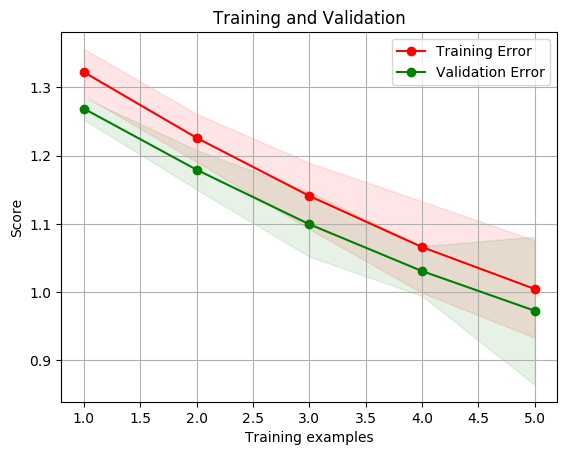 Training and Validation
Training Error
Validation Error
1.3
1.2
1.1
1.0
0.9
Score
1.0
1.5
2.0
2.5
3.0
3.5
4.0
4.5
5.0
Training examples